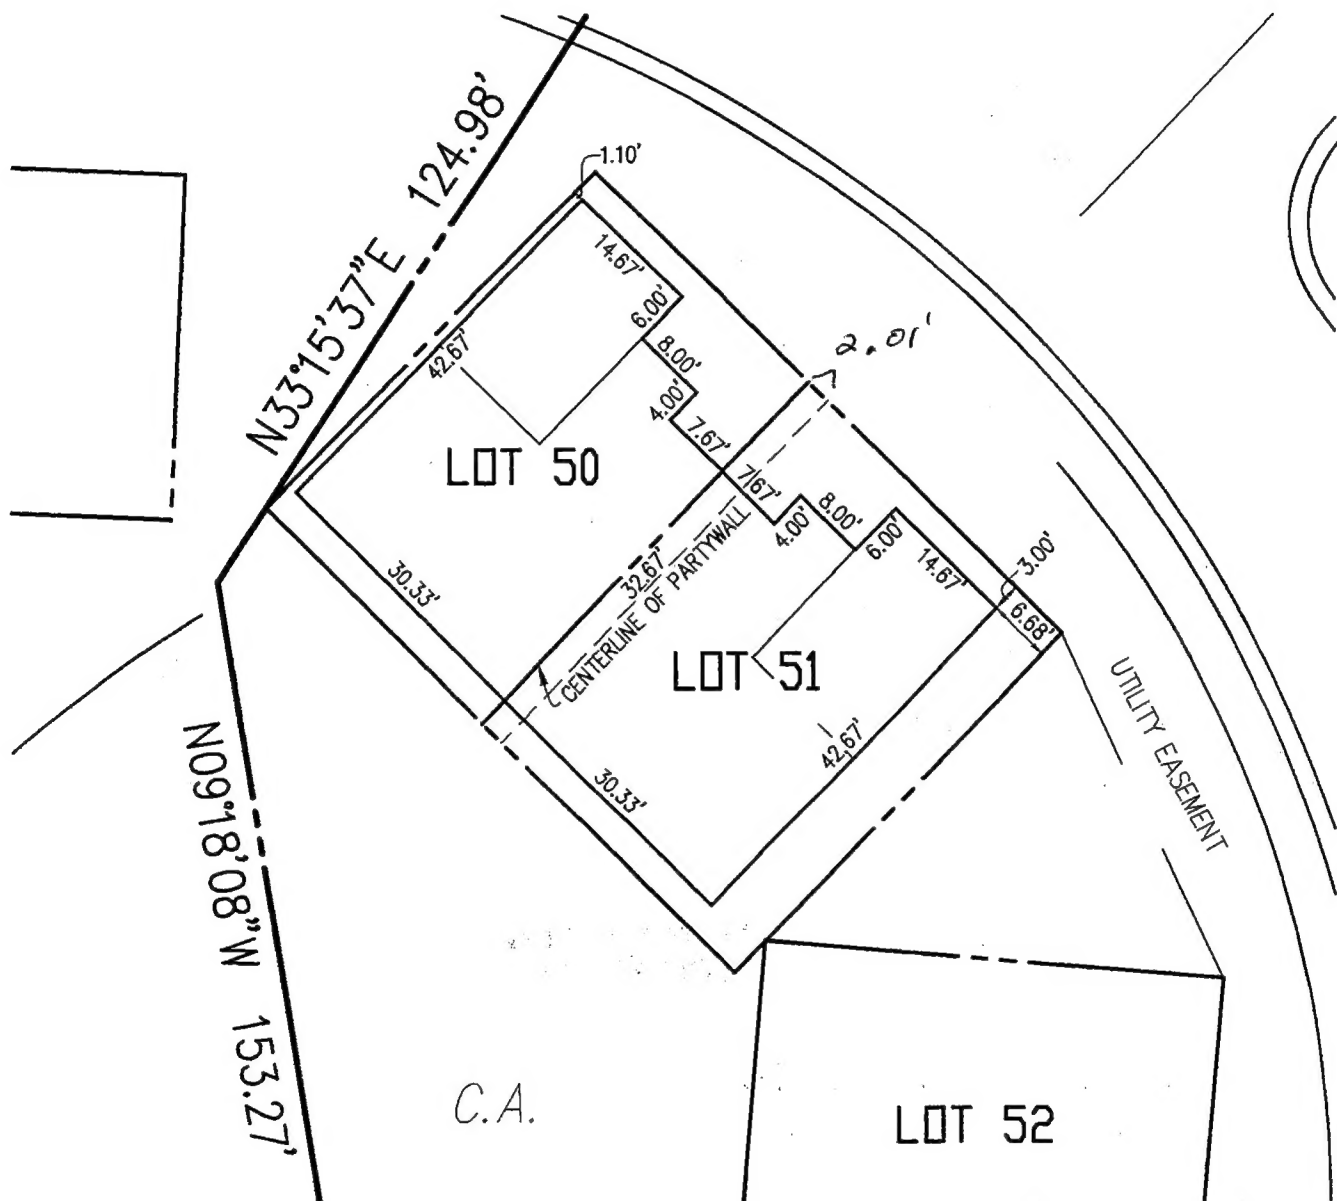 N33°15'37"E 124.98'
1.10'
14.67'
6.00'
42.67'
8.00'
4.00'
7.67'
2.01'
LOT 50
7.67'
4.00'
8.00'
6.00'
14.67'
3.00'
6.68'
30.33'
32.67'
CENTERLINE OF PARTYWALL
LOT 51
42.67'
30.33'
UTILITY EASEMENT
N09°18'08"W 153.27'
C.A.
LOT 52